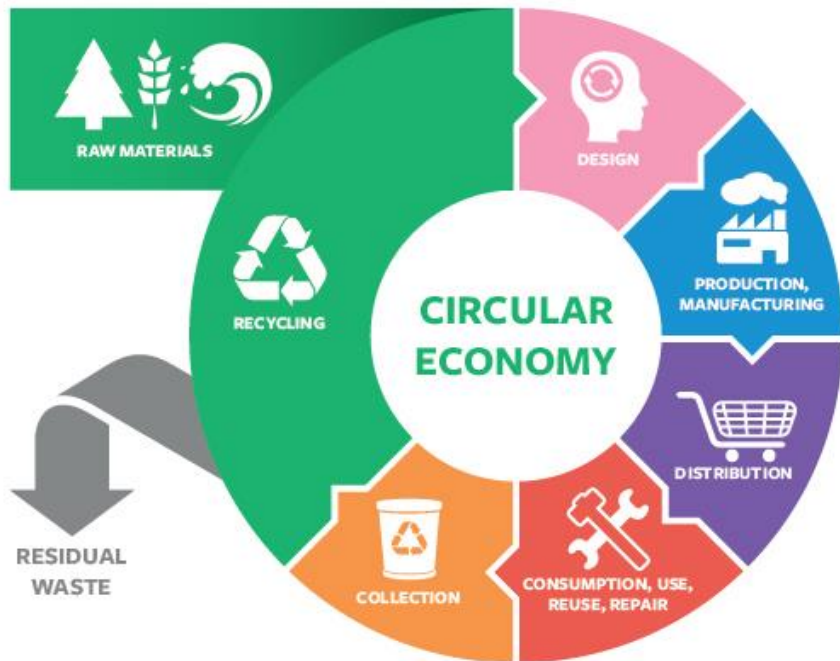 RAW MATERIALS
DESIGN
PRODUCTION,
MANUFACTURING
RECYCLING
CIRCULAR
ECONOMY
DISTRIBUTION
CONSUMPTION, USE,
REUSE, REPAIR
COLLECTION
RESIDUAL
WASTE